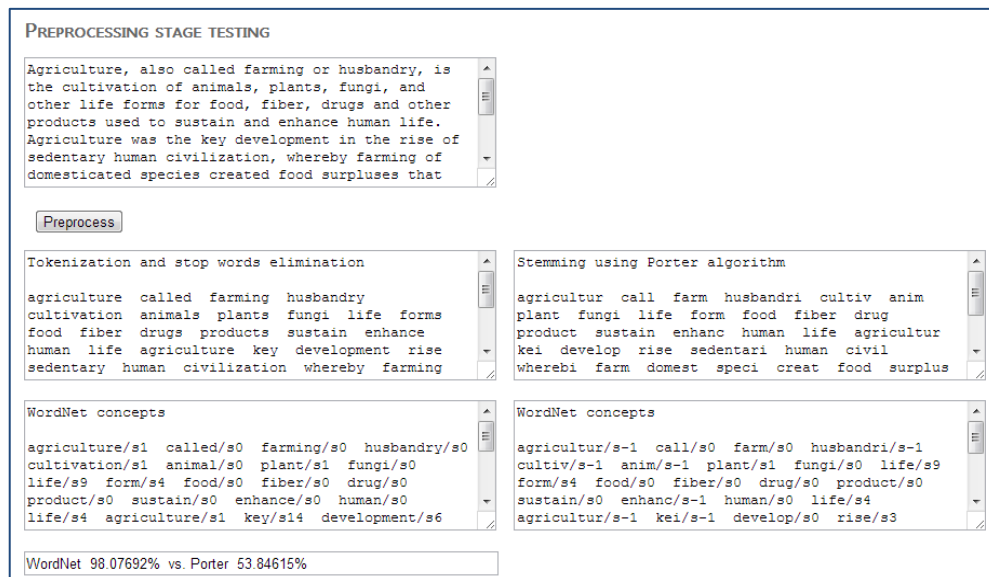 PREPROCESSING STAGE TESTING
Agriculture, also called farming or husbandry, is
the cultivation of animals, plants, fungi, and
other life forms for food, fiber, drugs and other
products used to sustain and enhance human life.
Agriculture was the key development in the rise of
sedentary human civilization, whereby farming of
domesticated species created food surpluses that
Preprocess
Tokenization and stop words elimination
agriculture called farming husbandry
cultivation animals plants fungi life forms
food fiber drugs products sustain enhance
human life agriculture key development rise
sedentary human civilization whereby farming
Stemming using Porter algorithm
agricultur call farm husbandri cultiv anim
plant fungi life form food fiber drug
product sustain enhanc human life agricultur
kei develop rise sedentari human civil
wherebi farm domest speci creat food surplus
WordNet concepts
agriculture/s1 called/s0 farming/s0 husbandry/s0
cultivation/s1 animal/s0 plant/s1 fungi/s0
life/s9 form/s4 food/s0 fiber/s0 drug/s0
product/s0 sustain/s0 enhance/s0 human/s0
life/s4 agriculture/s1 key/s14 development/s6
WordNet concepts
agricultur/s-1 call/s0 farm/s0 husbandri/s-1
cultiv/s-1 anim/s-1 plant/s1 fungi/s0 life/s9
form/s4 food/s0 fiber/s0 drug/s0 product/s0
sustain/s0 enhanc/s-1 human/s0 life/s4
agricultur/s-1 kei/s-1 develop/s0 rise/s3
WordNet 98.07692% vs. Porter 53.84615%